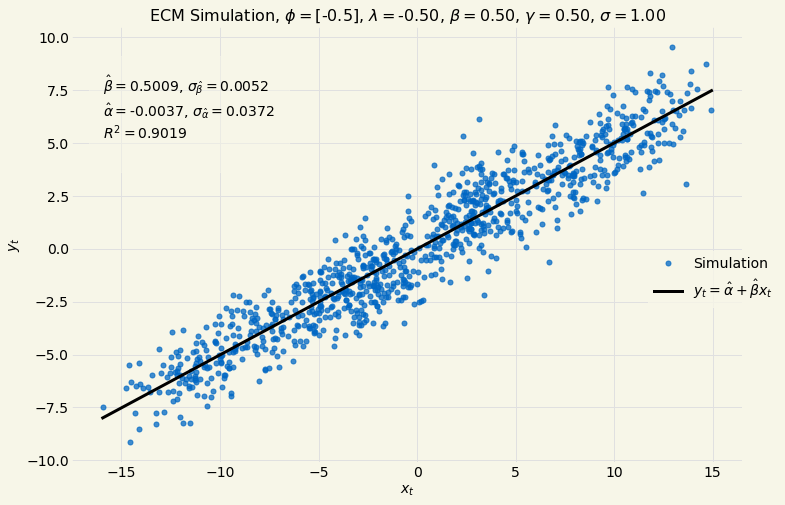 ECM Simulation, ϕ = [-0.5], λ = -0.50, β = 0.50, γ = 0.50, σ = 1.00
10.0
7.5
5.0
2.5
0.0
−2.5
−5.0
−7.5
−10.0
y_t
β̂ = 0.5009, σ_β̂ = 0.0052
α̂ = -0.0037, σ_α̂ = 0.0372
R² = 0.9019
Simulation
y_t = α̂ + β̂x_t
−15 −10 −5 0 5 10 15
x_t